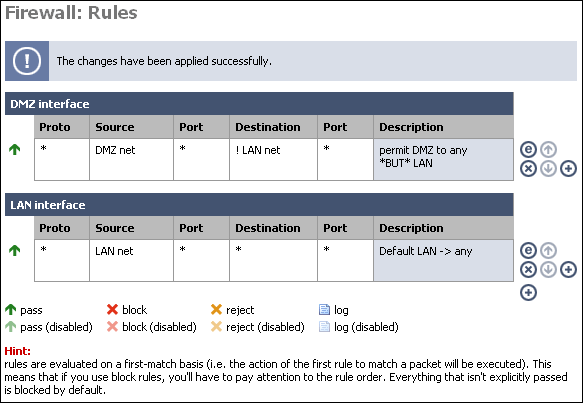 Firewall: Rules
The changes have been applied successfully.
DMZ interface
Proto Source Port Destination Port Description
* DMZ net * ! LAN net * permit DMZ to any
*BUT* LAN
LAN interface
Proto Source Port Destination Port Description
* LAN net * * * Default LAN -> any
pass block reject log
pass (disabled) block (disabled) reject (disabled) log (disabled)
Hint:
rules are evaluated on a first-match basis (i.e. the action of the first rule to match a packet will be executed). This
means that if you use block rules, you'll have to pay attention to the rule order. Everything that isn't explicitly passed
is blocked by default.